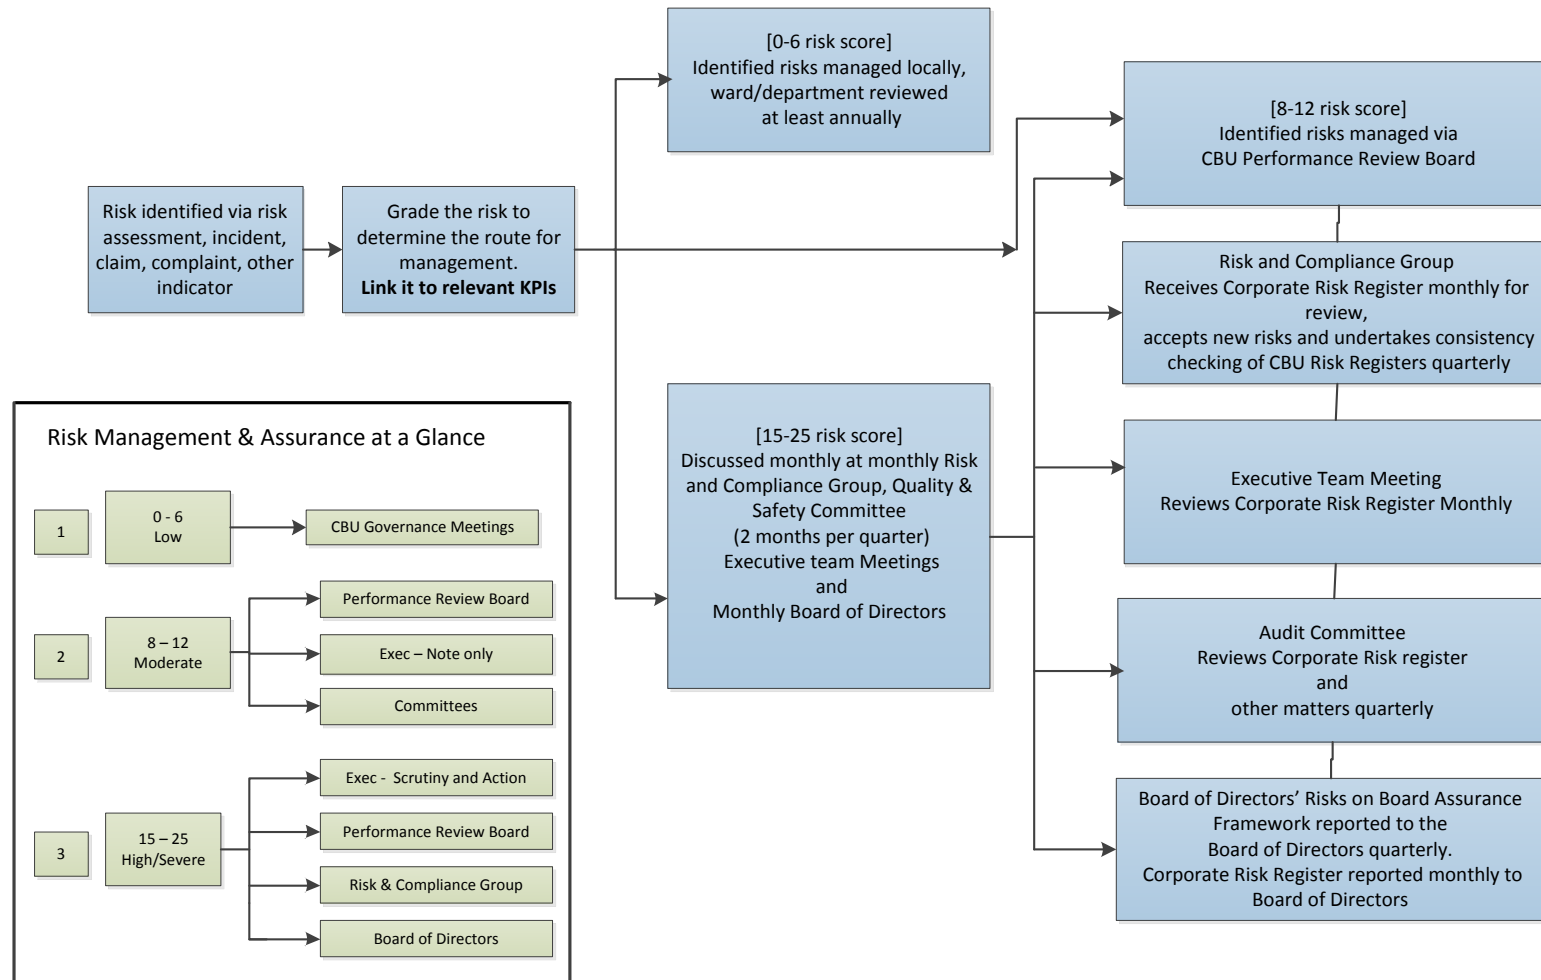 [0-6 risk score]
Identified risks managed locally,
ward/department reviewed
at least annually
[8-12 risk score]
Identified risks managed via
CBU Performance Review Board
Risk identified via risk
assessment, incident,
claim, complaint, other
indicator
Grade the risk to
determine the route for
management.
Link it to relevant KPIs
Risk and Compliance Group
Receives Corporate Risk Register monthly for
review,
accepts new risks and undertakes consistency
checking of CBU Risk Registers quarterly
[15-25 risk score]
Discussed monthly at monthly Risk
and Compliance Group, Quality &
Safety Committee
(2 months per quarter)
Executive team Meetings
and
Monthly Board of Directors
Executive Team Meeting
Reviews Corporate Risk Register Monthly
Audit Committee
Reviews Corporate Risk register
and
other matters quarterly
Board of Directors’ Risks on Board Assurance
Framework reported to the
Board of Directors quarterly.
Corporate Risk Register reported monthly to
Board of Directors
Risk Management & Assurance at a Glance
1
0 - 6
Low
CBU Governance Meetings
2
8 – 12
Moderate
Performance Review Board
Exec – Note only
Committees
3
15 – 25
High/Severe
Exec -  Scrutiny and Action
Performance Review Board
Risk & Compliance Group
Board of Directors